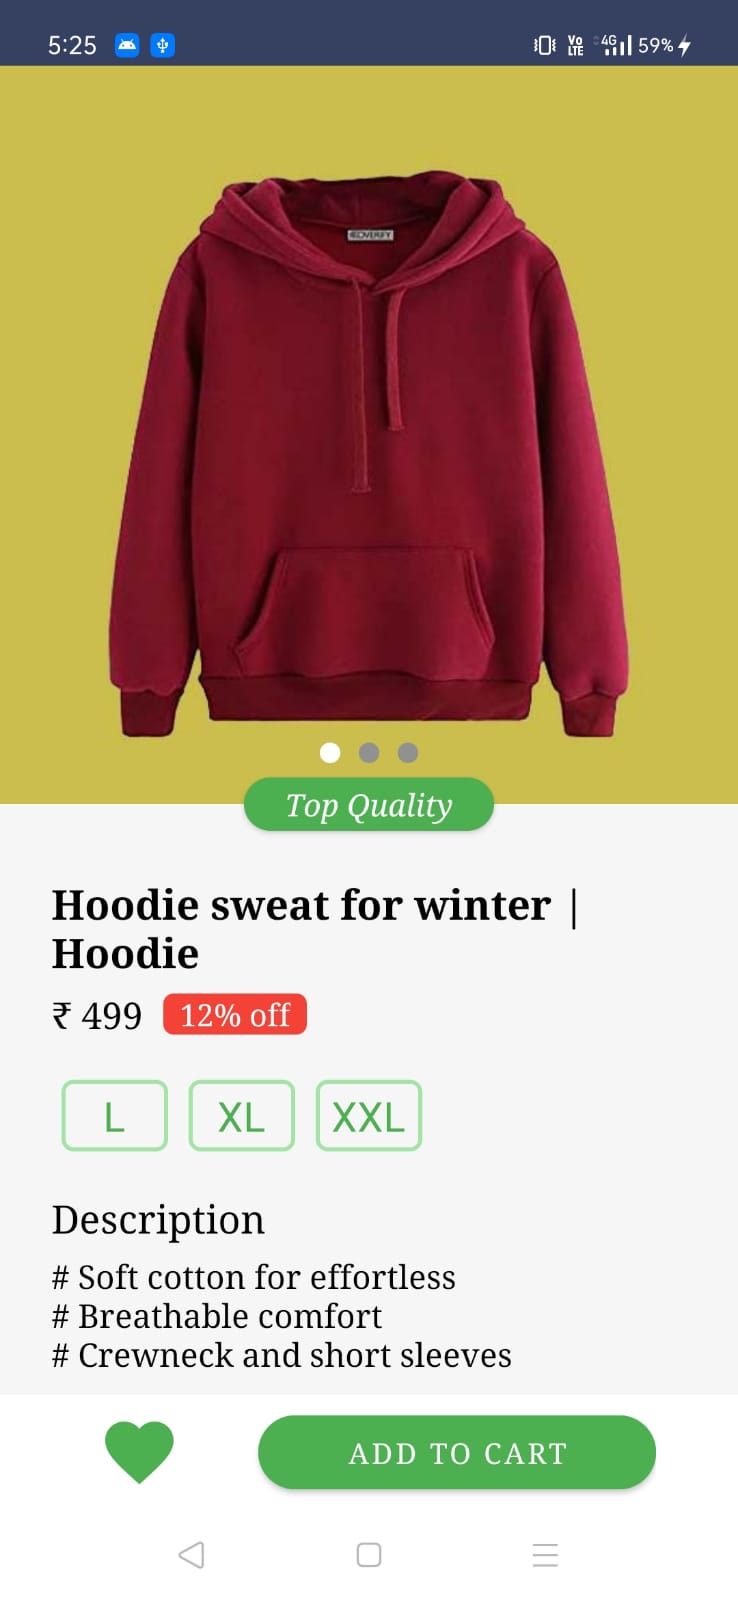 5:25
Vo
LTE
4G
59%
Top Quality
Hoodie sweat for winter |
Hoodie
₹ 499
12% off
L
XL
XXL
Description
# Soft cotton for effortless
# Breathable comfort
# Crewneck and short sleeves
ADD TO CART